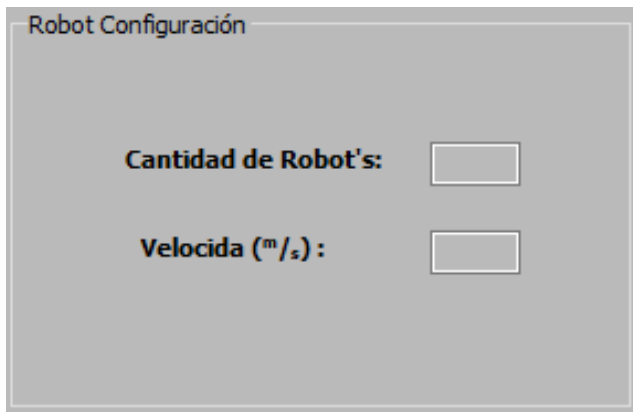 Robot Configuración
Cantidad de Robot's:
Velocida (ᵐ/ₛ) :